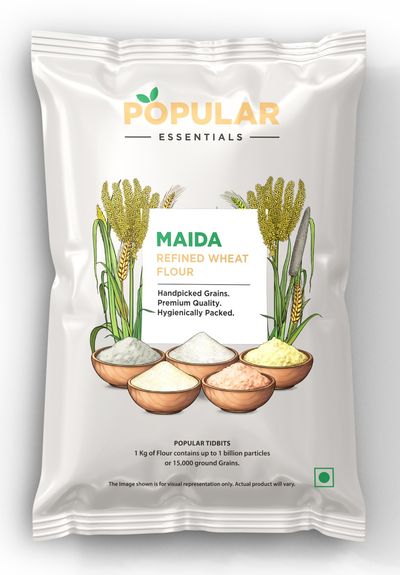 POPULAR
ESSENTIALS
MAIDA
REFINED WHEAT
FLOUR
Handpicked Grains.
Premium Quality.
Hygienically Packed.
POPULAR TIDBITS
1 Kg of Flour contains up to 1 billion particles
or 15,000 ground Grains.
The Image shown is for visual representation only. Actual product will vary.